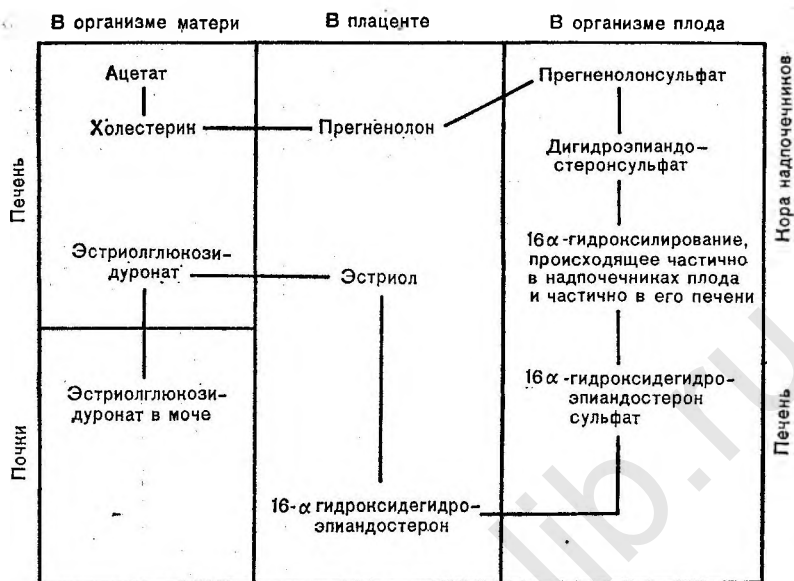 В организме матери
В плаценте
В организме плода
Печень
Почки
Ацетат
Холестерин
Эстриолглюкози-
дуронат
Эстриолглюкози-
дуронат в моче
Прегненолон
Эстриол
16-α гидроксидегидро-
эпиандостерон
Прегненолонсульфат
Дигидроэпиандо-
стеронсульфат
16α-гидроксилирование,
происходящее частично
в надпочечниках плода
и частично в его печени
16α-гидроксидегидро-
эпиандостерон
сульфат
Кора надпочечников
Печень
lib.ru